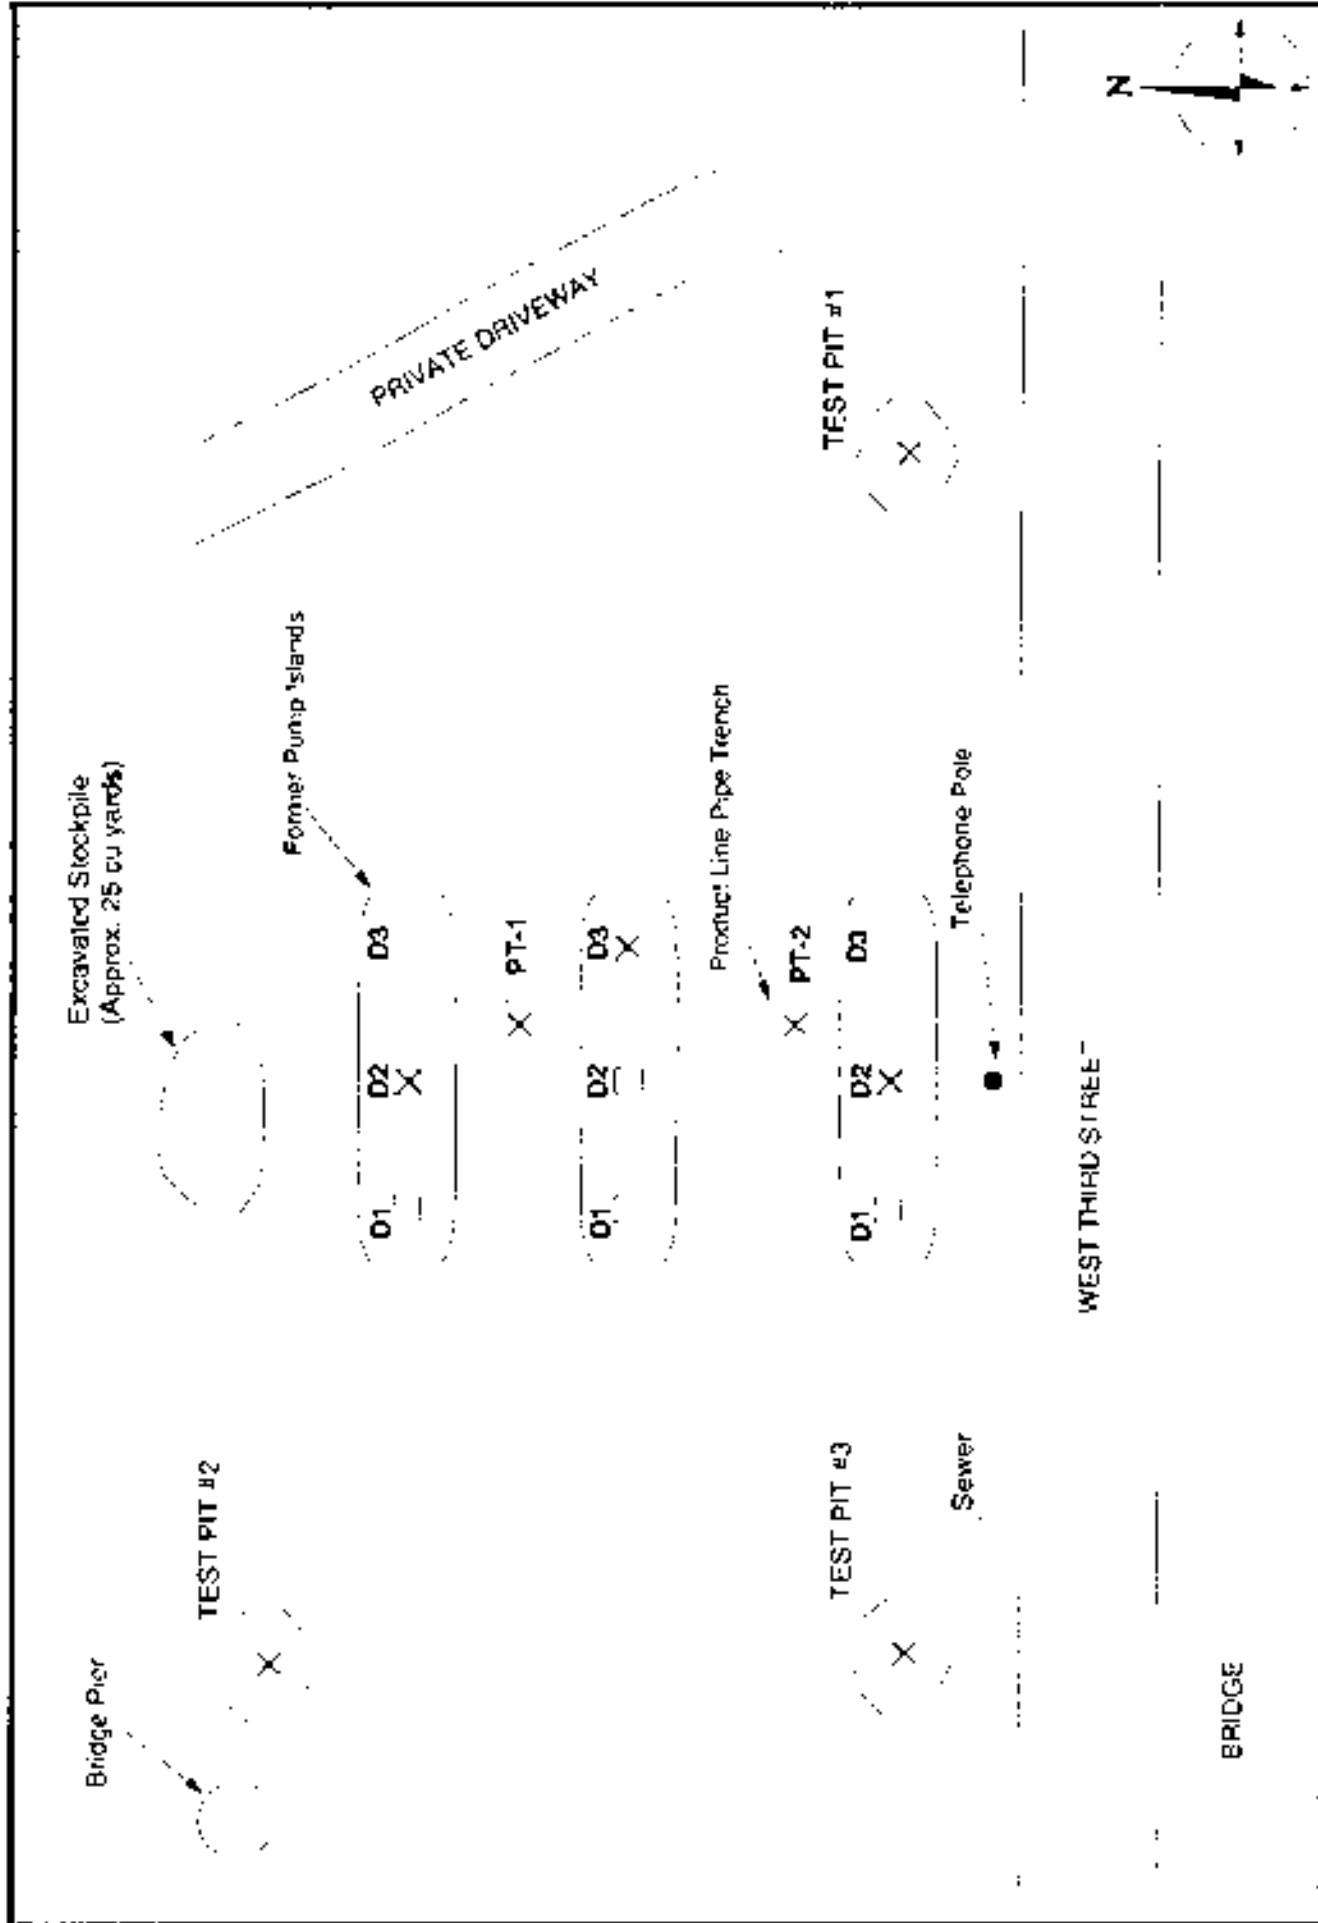 Excavated Stockpile
(Approx. 25 cu yards)
Bridge Pier
TEST PIT #2
Former Pump Islands
PRIVATE DRIVEWAY
D1
D2
D3
PT-1
D1
D2
D3
Product Line Pipe Trench
PT-2
D1
D2
D3
TEST PIT #1
TEST PIT #3
Sewer
Telephone Pole
WEST THIRD STREET
BRIDGE
N